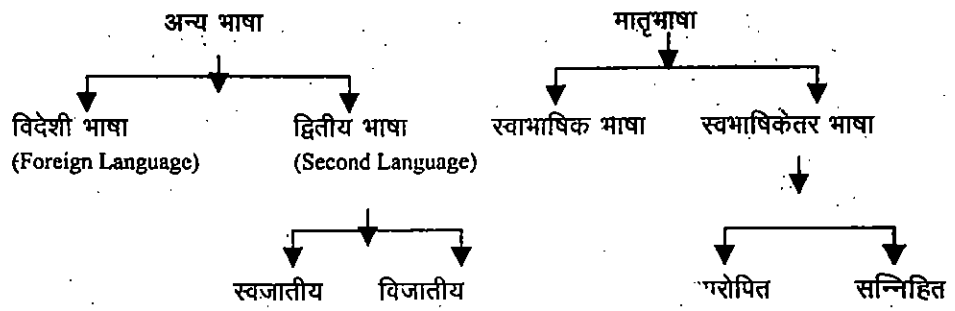 अन्य भाषा
मातृभाषा
विदेशी भाषा
(Foreign Language)
द्वितीय भाषा
(Second Language)
स्वाभाषिक भाषा
स्वभाषिकेतर भाषा
स्वजातीय
विजातीय
सन्निहित